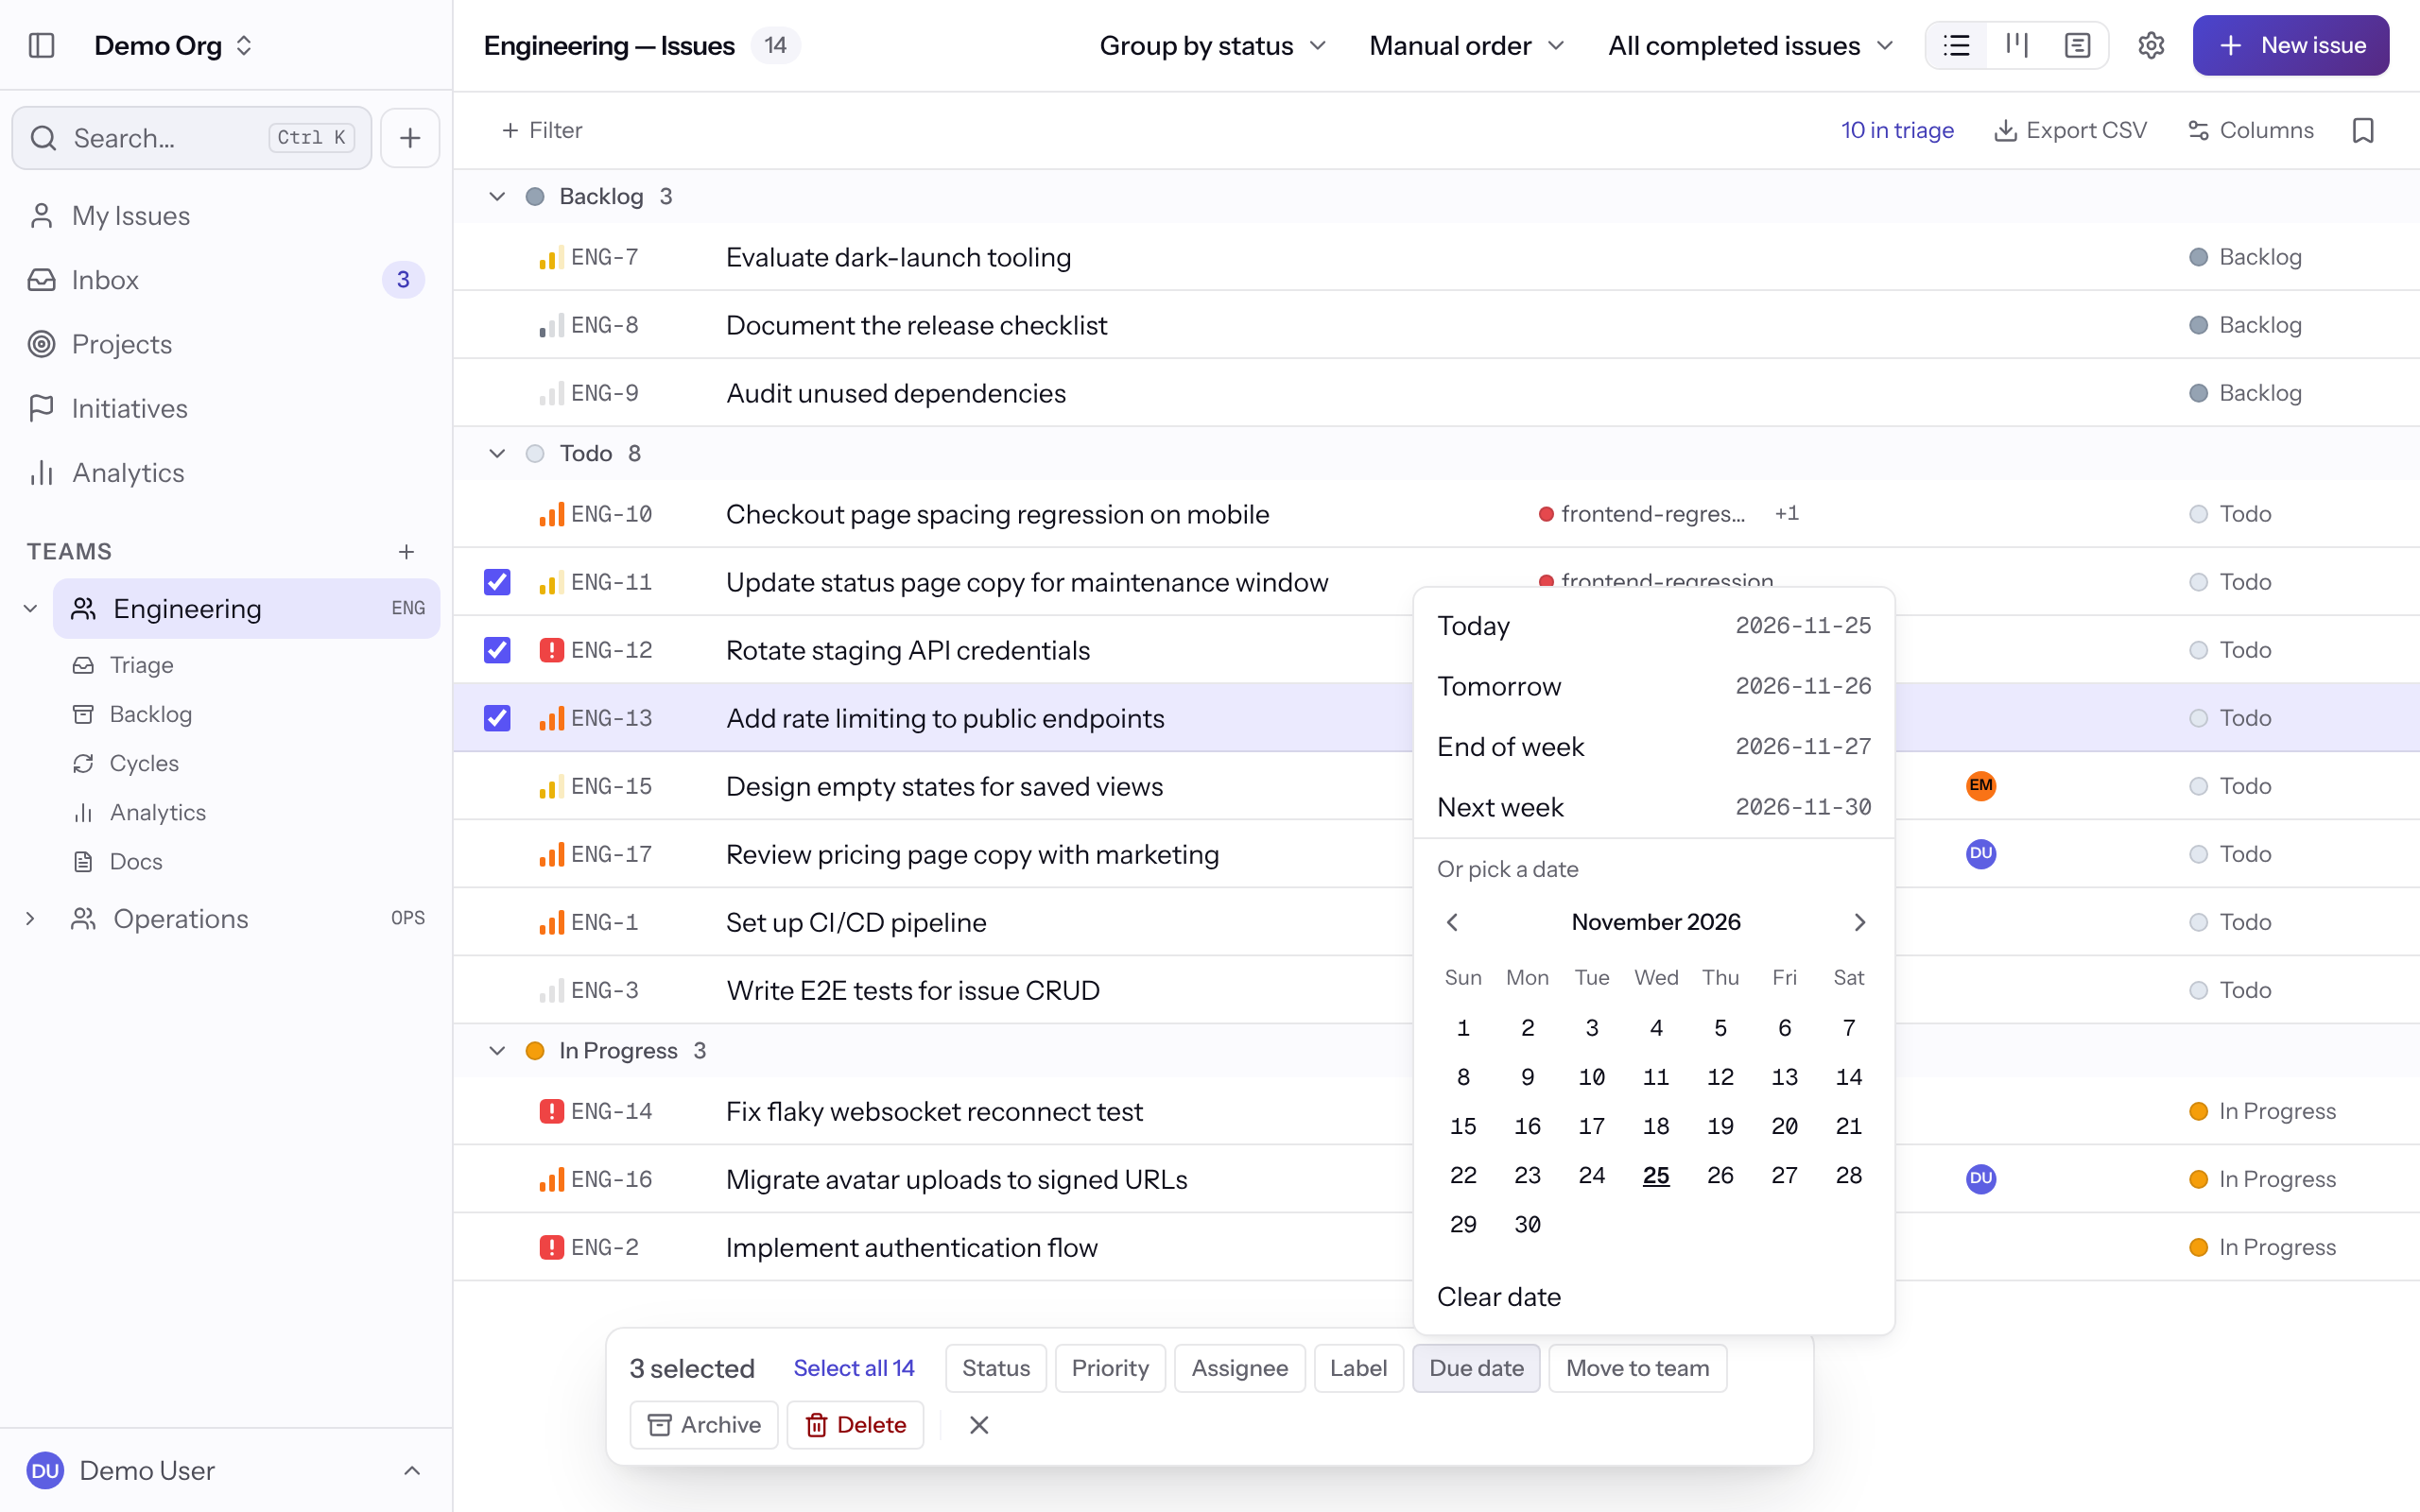 Demo Org
Search... Ctrl K
My Issues
Inbox 3
Projects
Initiatives
Analytics
TEAMS
Engineering ENG
Triage
Backlog
Cycles
Analytics
Docs
Operations OPS
DU Demo User
Engineering — Issues 14
Group by status
Manual order
All completed issues
New issue
Filter
10 in triage
Export CSV
Columns
Backlog 3
ENG-7 Evaluate dark-launch tooling Backlog
ENG-8 Document the release checklist Backlog
ENG-9 Audit unused dependencies Backlog
Todo 8
ENG-10 Checkout page spacing regression on mobile frontend-regres... +1 Todo
ENG-11 Update status page copy for maintenance window frontend-regression Todo
ENG-12 Rotate staging API credentials Todo
ENG-13 Add rate limiting to public endpoints Todo
ENG-15 Design empty states for saved views EM Todo
ENG-17 Review pricing page copy with marketing DU Todo
ENG-1 Set up CI/CD pipeline Todo
ENG-3 Write E2E tests for issue CRUD Todo
In Progress 3
ENG-14 Fix flaky websocket reconnect test In Progress
ENG-16 Migrate avatar uploads to signed URLs DU In Progress
ENG-2 Implement authentication flow In Progress
Today 2026-11-25
Tomorrow 2026-11-26
End of week 2026-11-27
Next week 2026-11-30
Or pick a date
November 2026
Sun Mon Tue Wed Thu Fri Sat
1 2 3 4 5 6 7
8 9 10 11 12 13 14
15 16 17 18 19 20 21
22 23 24 25 26 27 28
29 30
Clear date
3 selected Select all 14 Status Priority Assignee Label Due date Move to team
Archive Delete